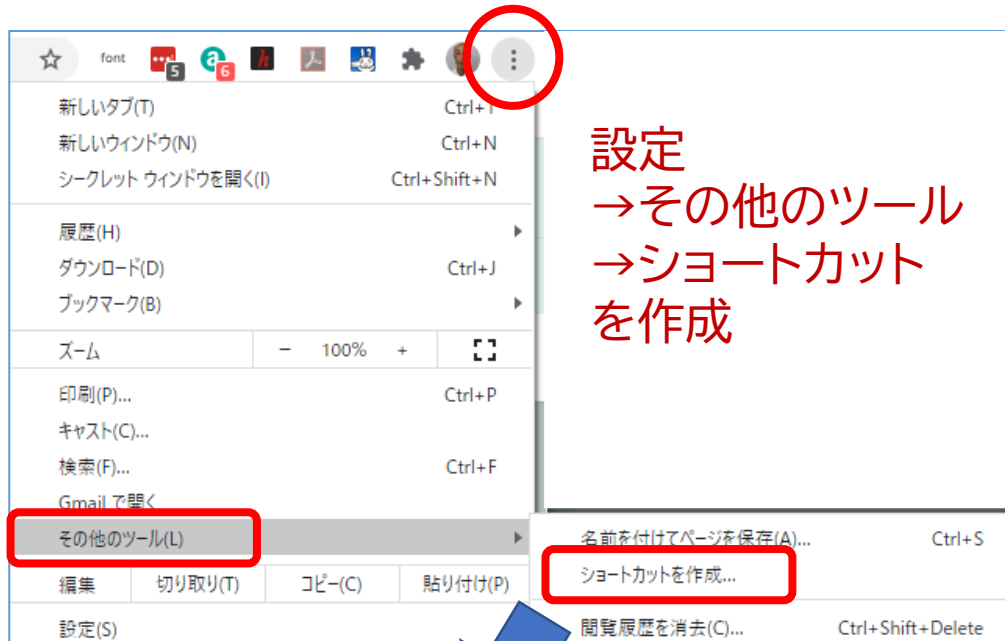 font 5 6
新しいタブ(T) Ctrl+T
新しいウィンドウ(N) Ctrl+N
シークレット ウィンドウを開く(I) Ctrl+Shift+N
履歴(H)
ダウンロード(D) Ctrl+J
ブックマーク(B)
ズーム － 100% +
印刷(P)... Ctrl+P
キャスト(C)...
検索(F)... Ctrl+F
Gmail で開く
その他のツール(L)
編集 切り取り(T) コピー(C) 貼り付け(P)
設定(S)
設定
→その他のツール
→ショートカット
を作成
名前を付けてページを保存(A)... Ctrl+S
ショートカットを作成...
閲覧履歴を消去(C)... Ctrl+Shift+Delete